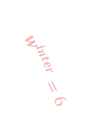 winter = 6